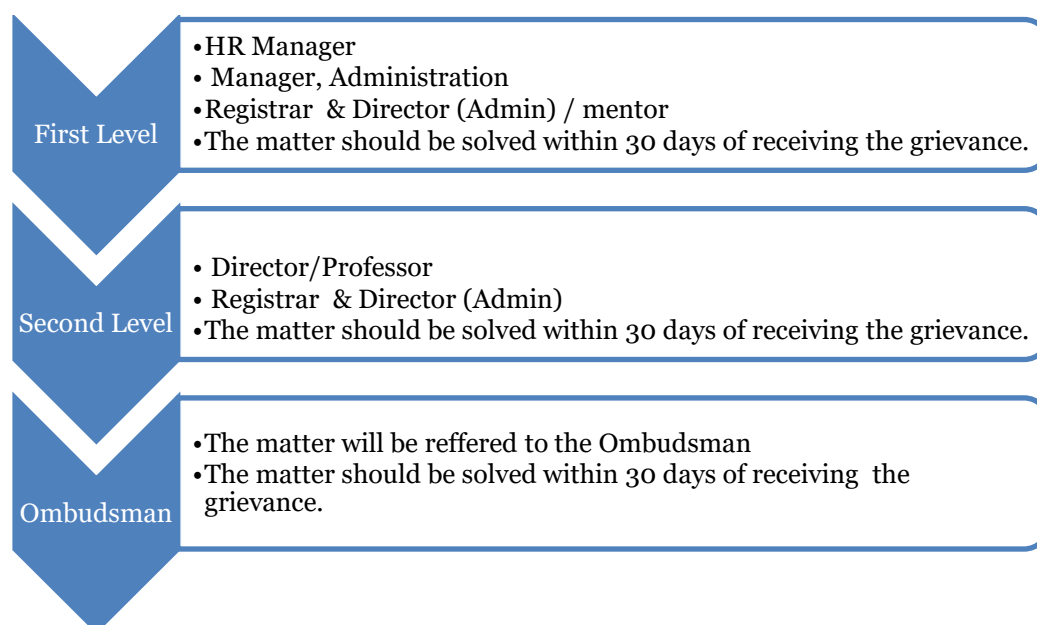 First Level
•HR Manager
• Manager, Administration
•Registrar & Director (Admin) / mentor
•The matter should be solved within 30 days of receiving the grievance.
Second Level
• Director/Professor
• Registrar & Director (Admin)
•The matter should be solved within 30 days of receiving the grievance.
Ombudsman
•The matter will be reffered to the Ombudsman
•The matter should be solved within 30 days of receiving the
grievance.